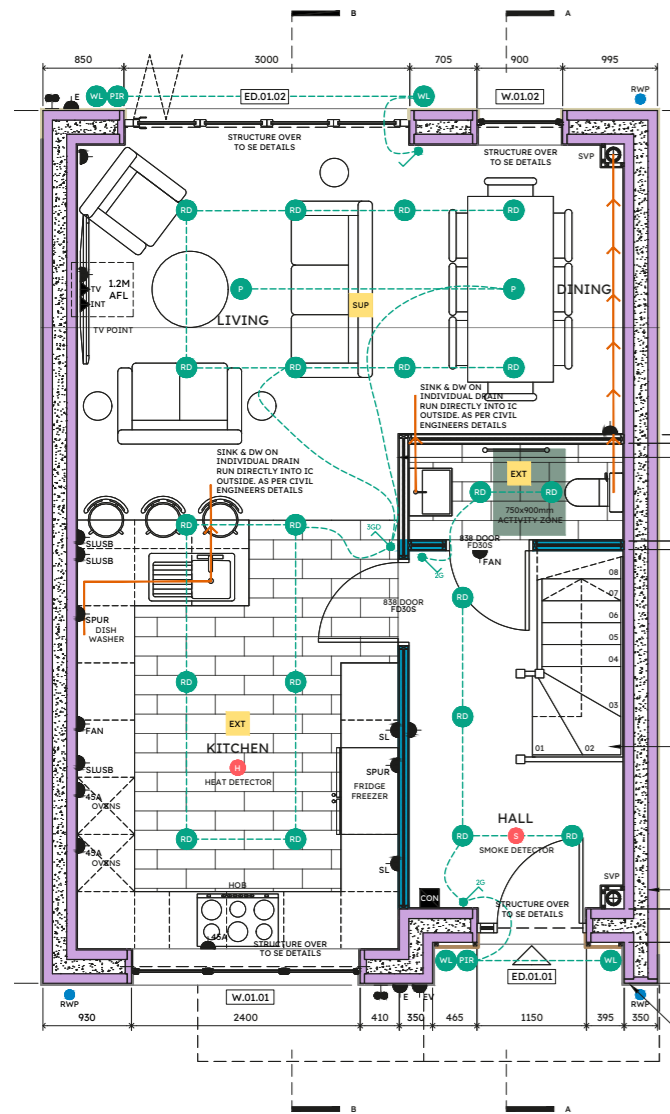 B
A
850
3000
705
900
995
E
WL
PIR
ED.01.02
WL
W.01.02
RWP
STRUCTURE OVER
TO SE DETAILS
STRUCTURE OVER
TO SE DETAILS
SVP
RD
RD
RD
RD
1.2M
AFL
TV
INT
TV POINT
P
P
SUP
LIVING
DINING
RD
RD
RD
RD
SINK & DW ON
INDIVIDUAL DRAIN
RUN DIRECTLY INTO IC
OUTSIDE. AS PER CIVIL
ENGINEERS DETAILS
SINK & DW ON
INDIVIDUAL DRAIN
RUN DIRECTLY INTO IC
OUTSIDE. AS PER CIVIL
ENGINEERS DETAILS
EXT
RD
RD
750x900mm
ACTIVITY ZONE
RD
RD
3GD
838 DOOR
FD30S
FAN
2G
SLUSB
SLUSB
08
07
06
05
04
03
02
01
838 DOOR
FD30S
RD
SPUR
DISH
WASHER
RD
RD
RD
EXT
KITCHEN
H
HEAT DETECTOR
FAN
SLUSB
SL
SPUR
FRIDGE
FREEZER
45A
OVENS
45A
OVENS
RD
RD
HALL
RD
S
RD
SMOKE DETECTOR
SL
2G
SVP
CON
HOB
45A
STRUCTURE OVER
TO SE DETAILS
STRUCTURE OVER
TO SE DETAILS
WL
PIR
WL
ED.01.01
W.01.01
RWP
E
EV
RWP
930
2400
410
350
465
1150
395
350
B
A